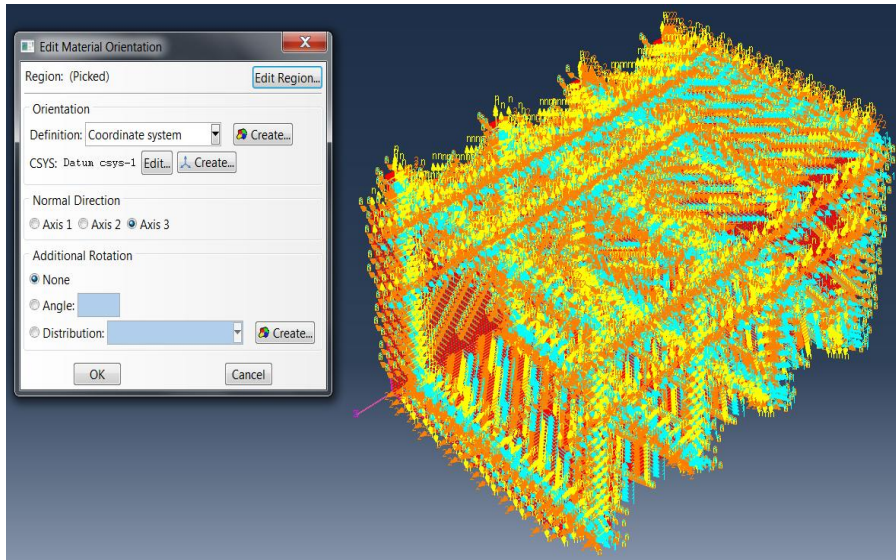 Edit Material Orientation
Region: (Picked) Edit Region...
Orientation
Definition: Coordinate system Create...
CSYS: Datum csys-1 Edit... Create...
Normal Direction
Axis 1 Axis 2 Axis 3
Additional Rotation
None
Angle:
Distribution: Create...
OK Cancel